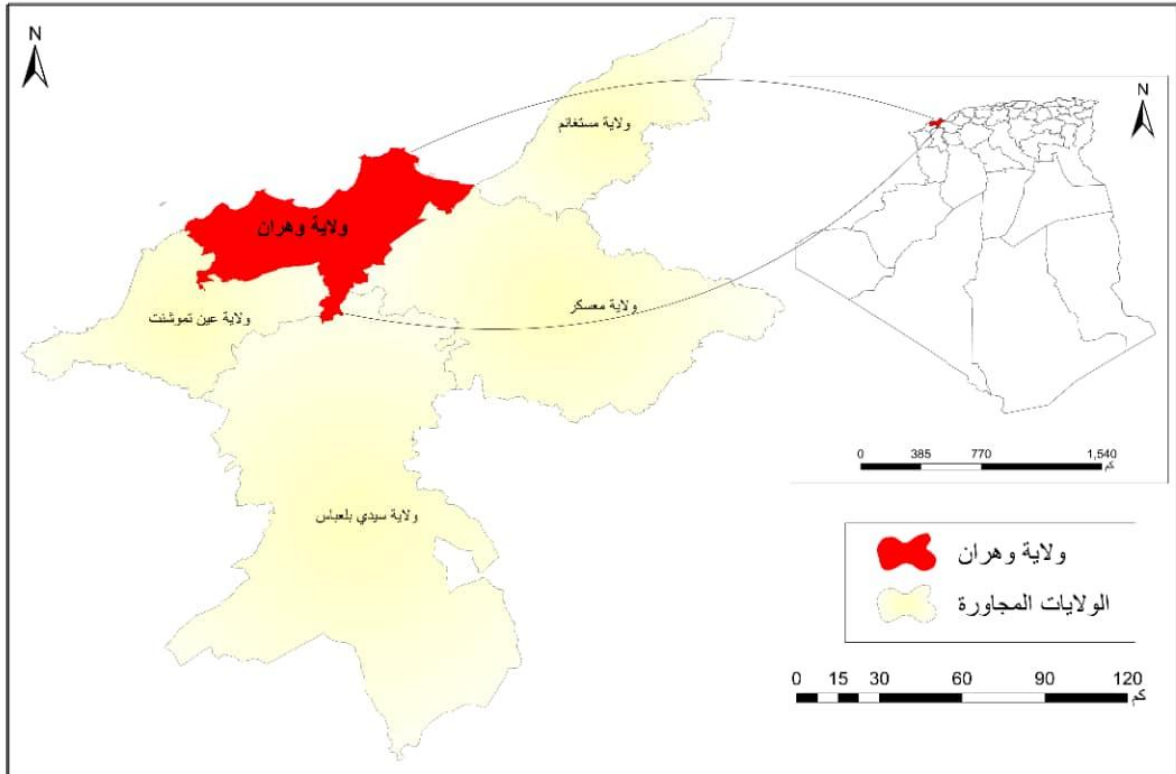 N
ولاية مستغانم
N
ولاية وهران
ولاية معسكر
ولاية عين تموشنت
0 385 770 1,540
كم
ولاية سيدي بلعباس
ولاية وهران
الولايات المجاورة
0 15 30 60 90 120
كم